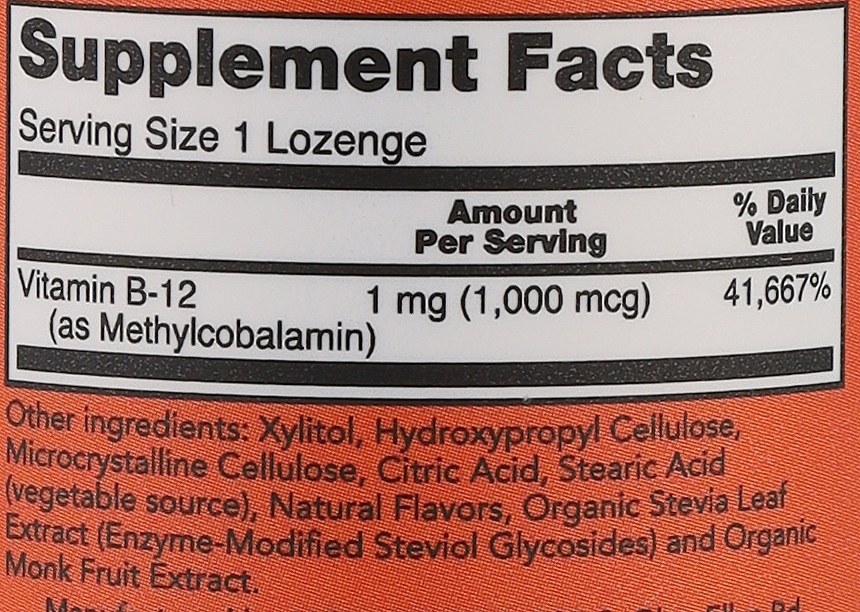 Supplement Facts
Serving Size 1 Lozenge
Amount
Per Serving
% Daily
Value
Vitamin B-12 1 mg (1,000 mcg) 41,667%
(as Methylcobalamin)
Other ingredients: Xylitol, Hydroxypropyl Cellulose,
Microcrystalline Cellulose, Citric Acid, Stearic Acid
(vegetable source), Natural Flavors, Organic Stevia Leaf
Extract (Enzyme-Modified Steviol Glycosides) and Organic
Monk Fruit Extract.